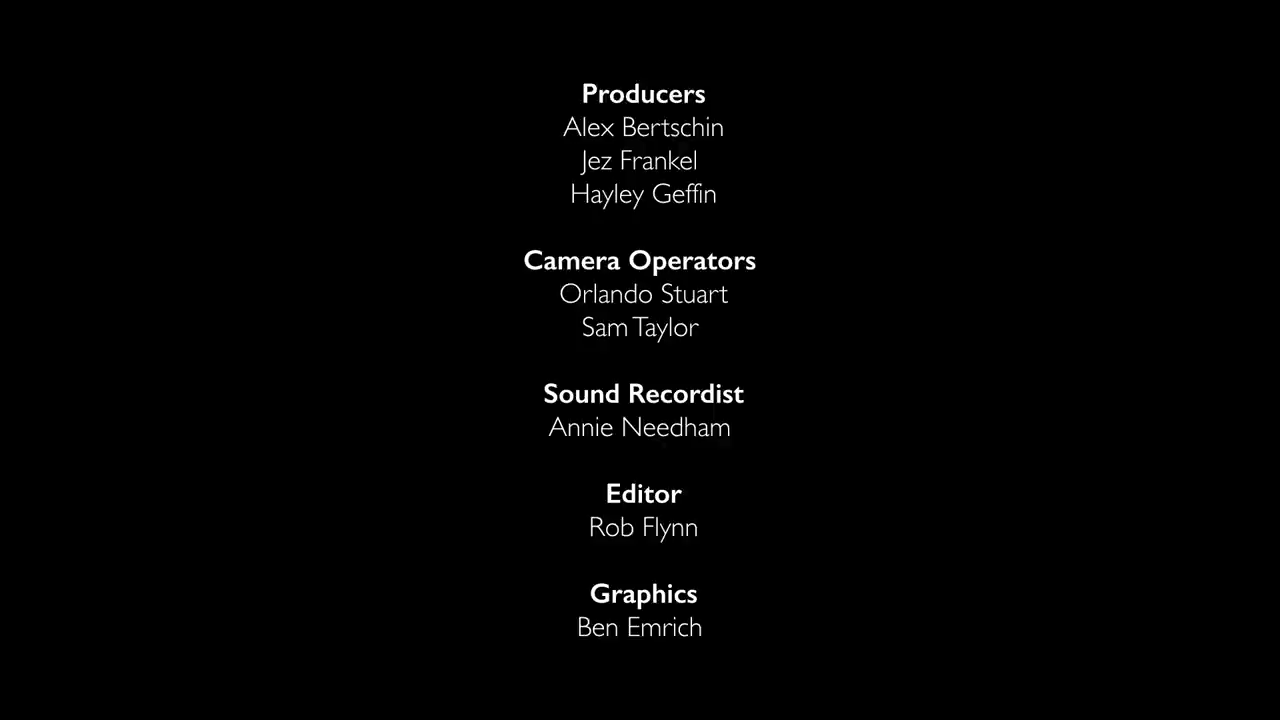 Producers
Alex Bertschin
Jez Frankel
Hayley Geffin
Camera Operators
Orlando Stuart
Sam Taylor
Sound Recordist
Annie Needham
Editor
Rob Flynn
Graphics
Ben Emrich